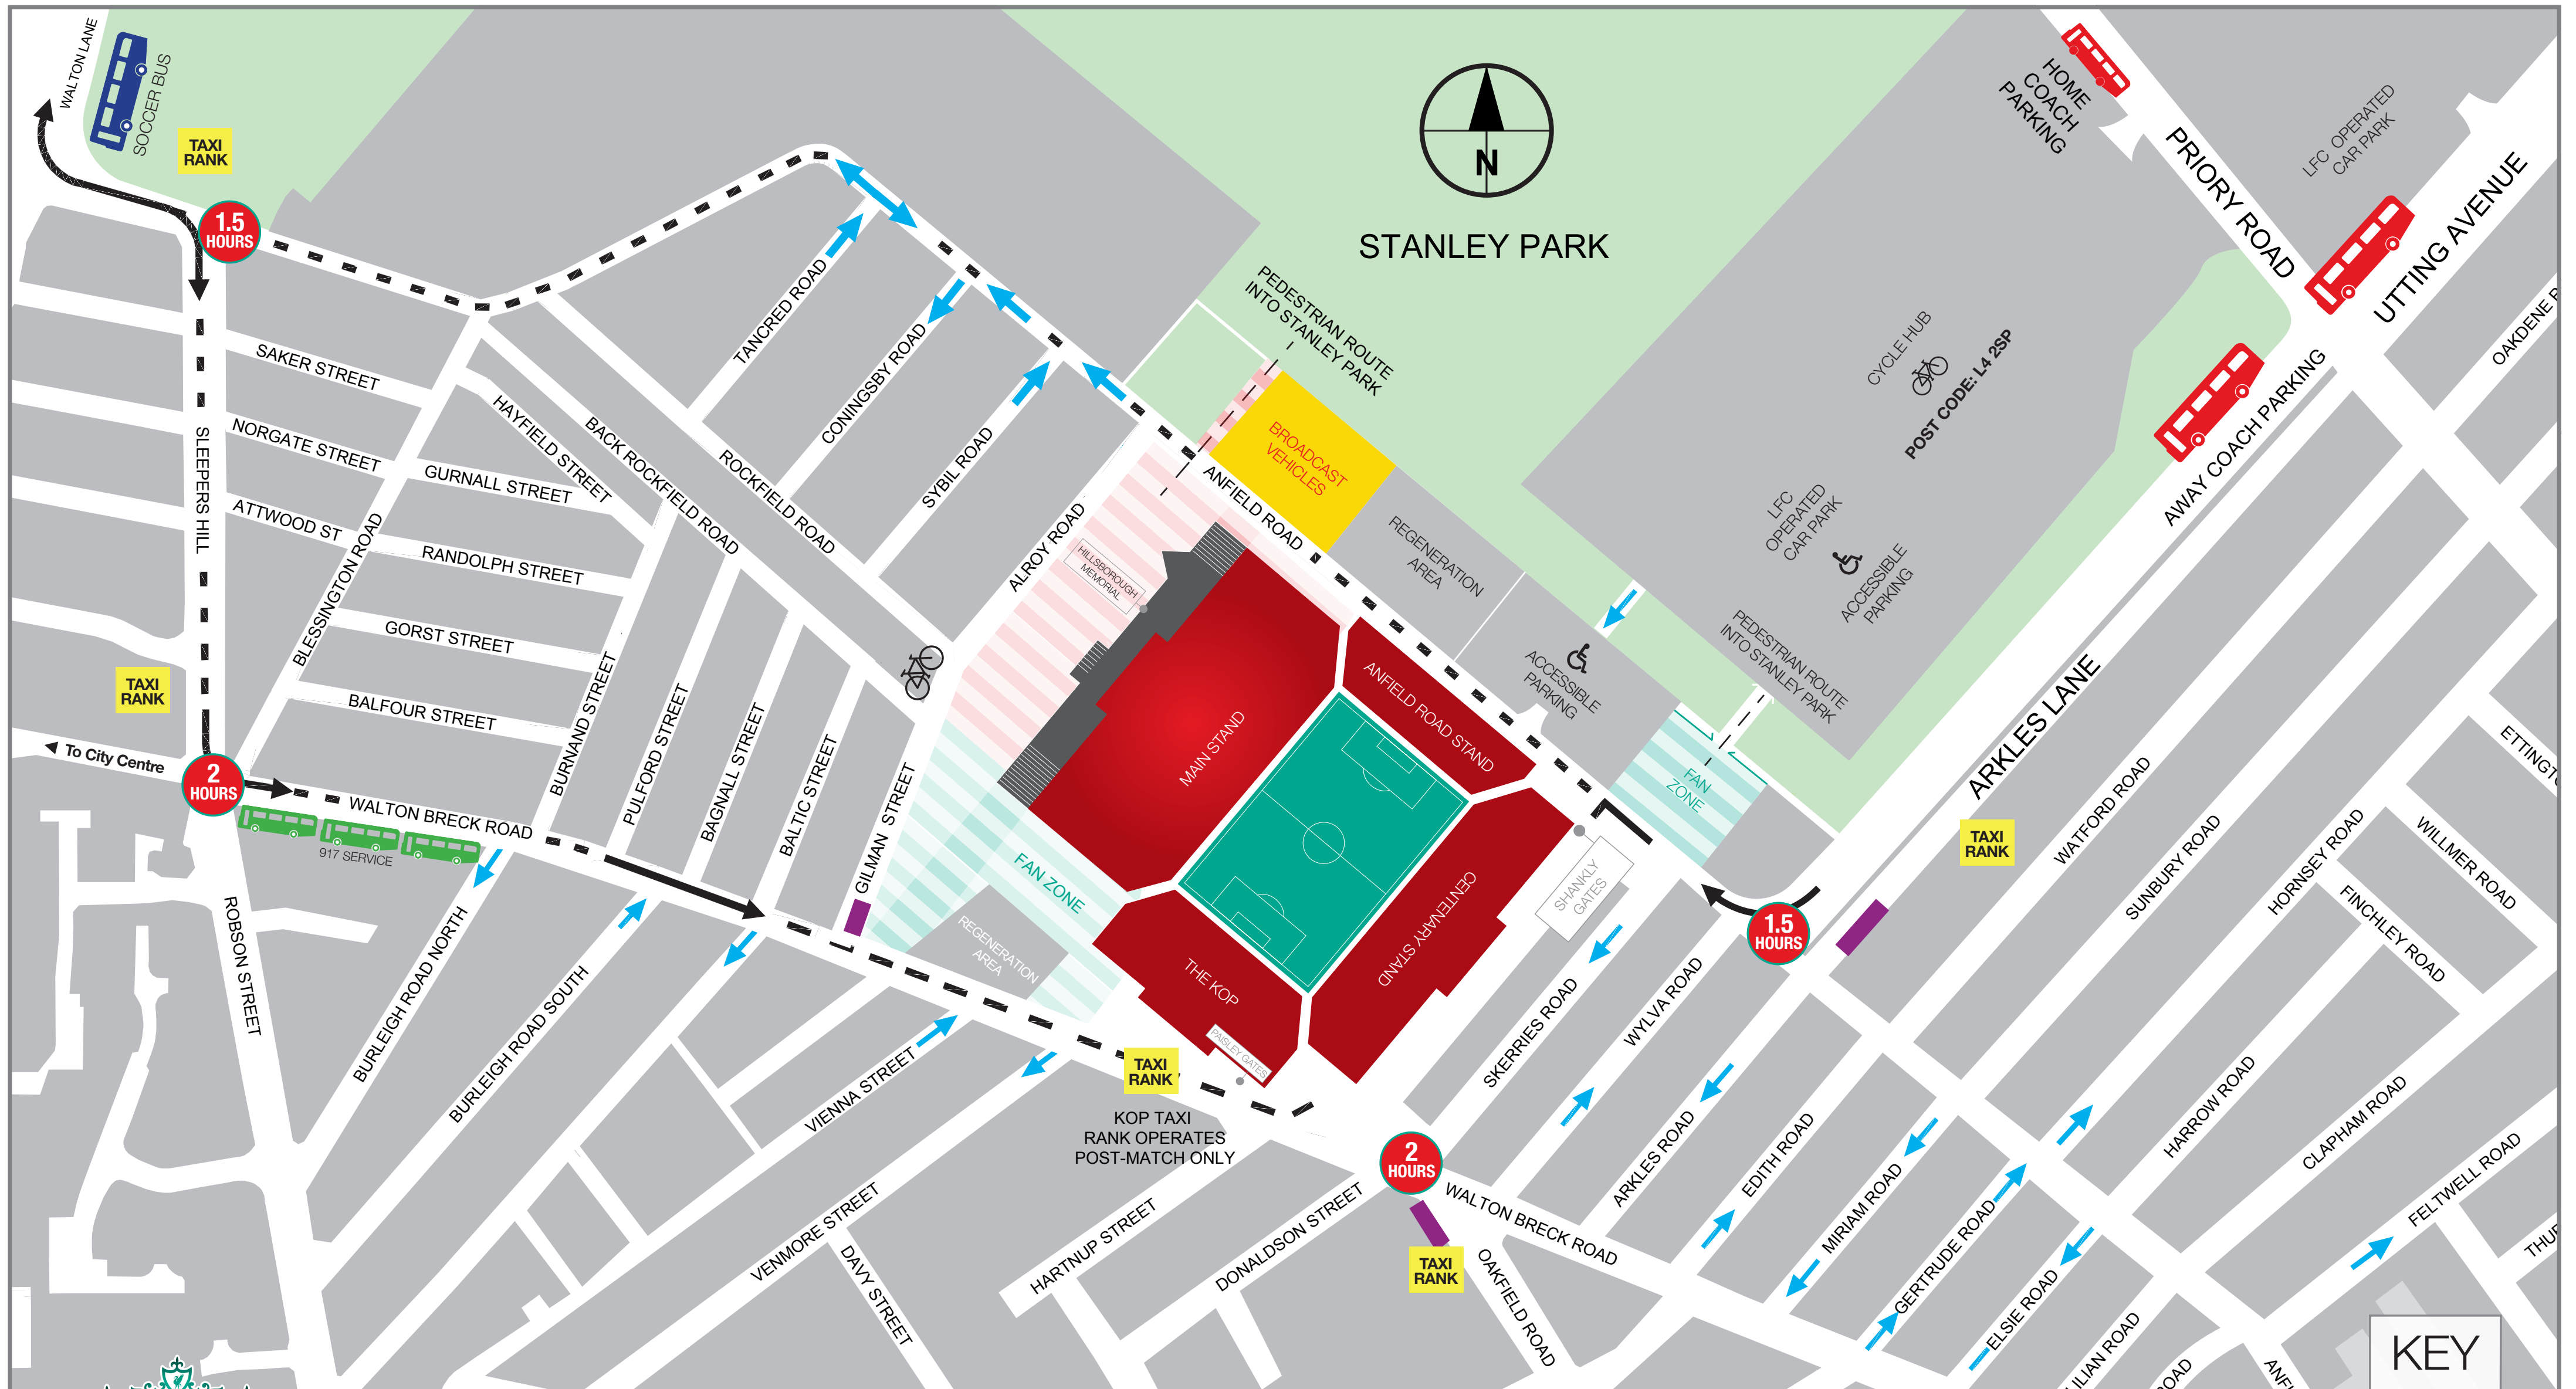 WALTON LANE
SOCCER BUS
TAXI
RANK
1.5
HOURS
STANLEY PARK
N
HOME
COACH
PARKING
PRIORY ROAD
LFC OPERATED
CAR PARK
UTTING AVENUE
AWAY COACH PARKING
CYCLE HUB
POST CODE: L4 2SP
LFC
OPERATED
CAR PARK
ACCESSIBLE
PARKING
PEDESTRIAN ROUTE
INTO STANLEY PARK
BROADCAST
VEHICLES
ANFIELD ROAD
REGENERATION
AREA
ACCESSIBLE
PARKING
PEDESTRIAN ROUTE
INTO STANLEY PARK
FAN
ZONE
ARKLES LANE
TAXI
RANK
TANCRED ROAD
CONINGSBY ROAD
SYBIL ROAD
ALROY ROAD
ROCKFIELD ROAD
BACK ROCKFIELD ROAD
HAYFIELD STREET
SAKER STREET
NORGATE STREET
GURNALL STREET
ATTWOOD ST
RANDOLPH STREET
GORST STREET
BALFOUR STREET
SLEEPERS HILL
BLESSINGTON ROAD
BURNAND STREET
PULFORD STREET
BAGNALL STREET
BALTIC STREET
GILMAN STREET
TAXI
RANK
To City Centre
2
HOURS
WALTON BRECK ROAD
917 SERVICE
HILLSBOROUGH
MEMORIAL
MAIN STAND
ANFIELD ROAD STAND
CENTENARY STAND
THE KOP
PAISLEY GATES
SHANKLY
GATES
FAN ZONE
REGENERATION
AREA
1.5
HOURS
ROBSON STREET
BURLEIGH ROAD NORTH
BURLEIGH ROAD SOUTH
VIENNA STREET
VENMORE STREET
DAVY STREET
HARTNUP STREET
DONALDSON STREET
TAXI
RANK
KOP TAXI
RANK OPERATES
POST-MATCH ONLY
2
HOURS
TAXI
RANK
WALTON BRECK ROAD
OAKFIELD ROAD
SKERRIES ROAD
WYLVA ROAD
ARKLES ROAD
EDITH ROAD
MIRIAM ROAD
GERTRUDE ROAD
ELSIE ROAD
LILIAN ROAD
ROAD
WATFORD ROAD
SUNBURY ROAD
HORNSEY ROAD
WILLMER ROAD
FINCHLEY ROAD
HARROW ROAD
CLAPHAM ROAD
FELTWELL ROAD
OAKDENE R
KEY